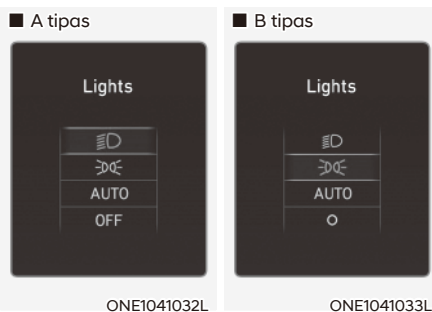 ■ A tipas
Lights
AUTO
OFF
ONE1041032L
■ B tipas
Lights
AUTO
ONE1041033L